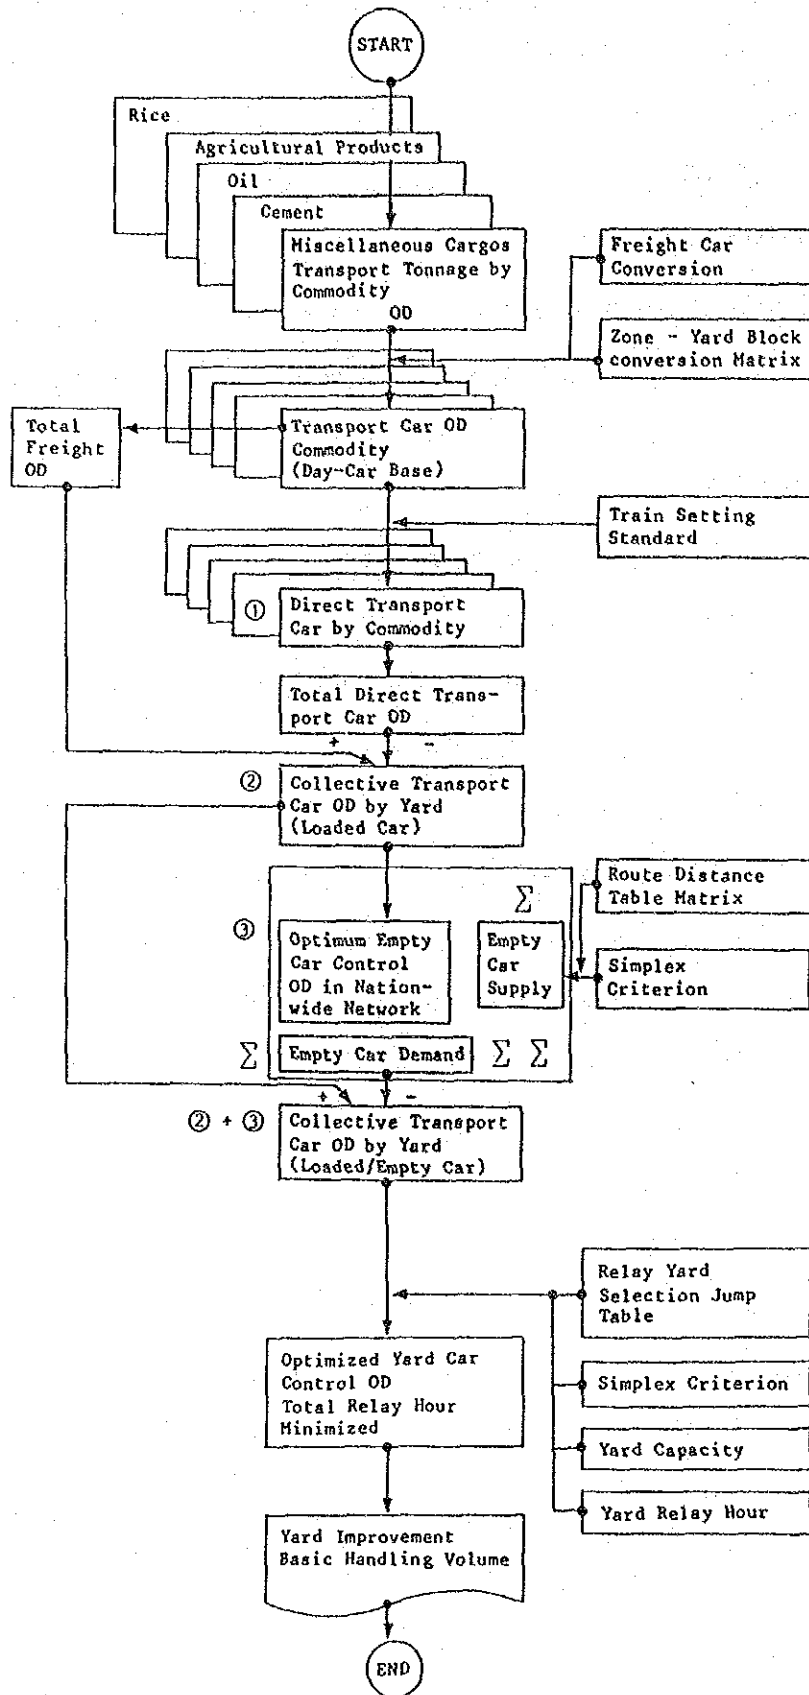 START
Rice
Agricultural Products
Oil
Cement
Miscellaneous Cargos
Transport Tonnage by
Commodity
OD
Freight Car
Conversion
Zone - Yard Block
conversion Matrix
Total
Freight
OD
Transport Car OD
Commodity
(Day-Car Base)
Train Setting
Standard
① Direct Transport
Car by Commodity
Total Direct Trans-
port Car OD
+ -
② Collective Transport
Car OD by Yard
(Loaded Car)
Route Distance
Table Matrix
Σ
③ Optimum Empty
Car Control
OD in Nation-
wide Network
Empty
Car
Supply
Simplex
Criterion
Σ Empty Car Demand Σ Σ
+ -
② + ③ Collective Transport
Car OD by Yard
(Loaded/Empty Car)
Relay Yard
Selection Jump
Table
Optimized Yard Car
Control OD
Total Relay Hour
Minimized
Simplex Criterion
Yard Capacity
Yard Relay Hour
Yard Improvement
Basic Handling Volume
END